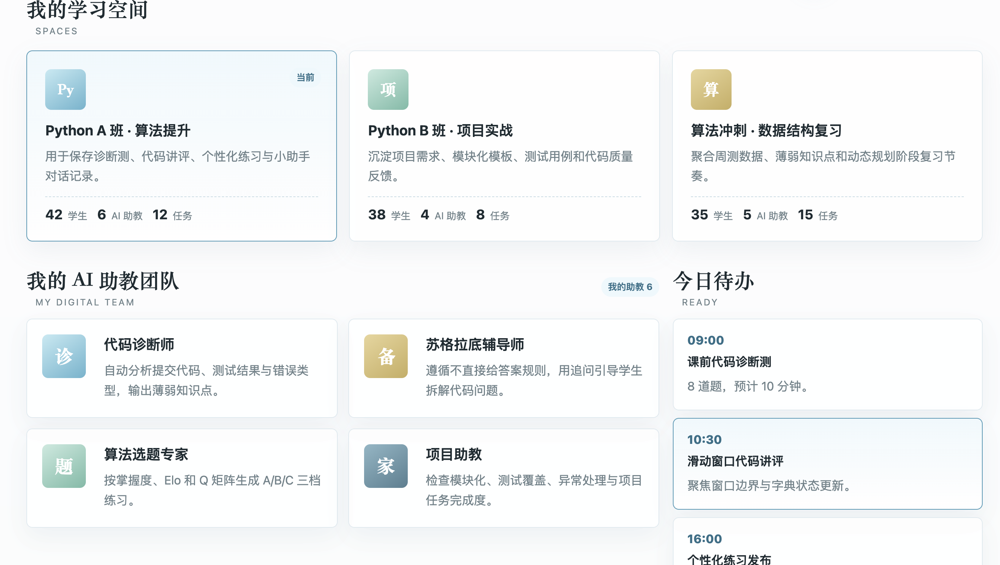 我的学习空间
SPACES
Py
当前
Python A 班 · 算法提升
用于保存诊断测、代码讲评、个性化练习与小助手
对话记录。
42 学生 6 AI 助教 12 任务
项
Python B 班 · 项目实战
沉淀项目需求、模块化模板、测试用例和代码质量
反馈。
38 学生 4 AI 助教 8 任务
算
算法冲刺 · 数据结构复习
聚合周测数据、薄弱知识点和动态规划阶段复习节
奏。
35 学生 5 AI 助教 15 任务
我的 AI 助教团队
MY DIGITAL TEAM
我的助教 6
诊
代码诊断师
自动分析提交代码、测试结果与错误类
型，输出薄弱知识点。
备
苏格拉底辅导师
遵循不直接给答案规则，用追问引导学生
拆解代码问题。
题
算法选题专家
按掌握度、Elo 和 Q 矩阵生成 A/B/C 三档
练习。
家
项目助教
检查模块化、测试覆盖、异常处理与项目
任务完成度。
今日待办
READY
09:00
课前代码诊断测
8 道题，预计 10 分钟。
10:30
滑动窗口代码讲评
聚焦窗口边界与字典状态更新。
16:00
个性化练习发布